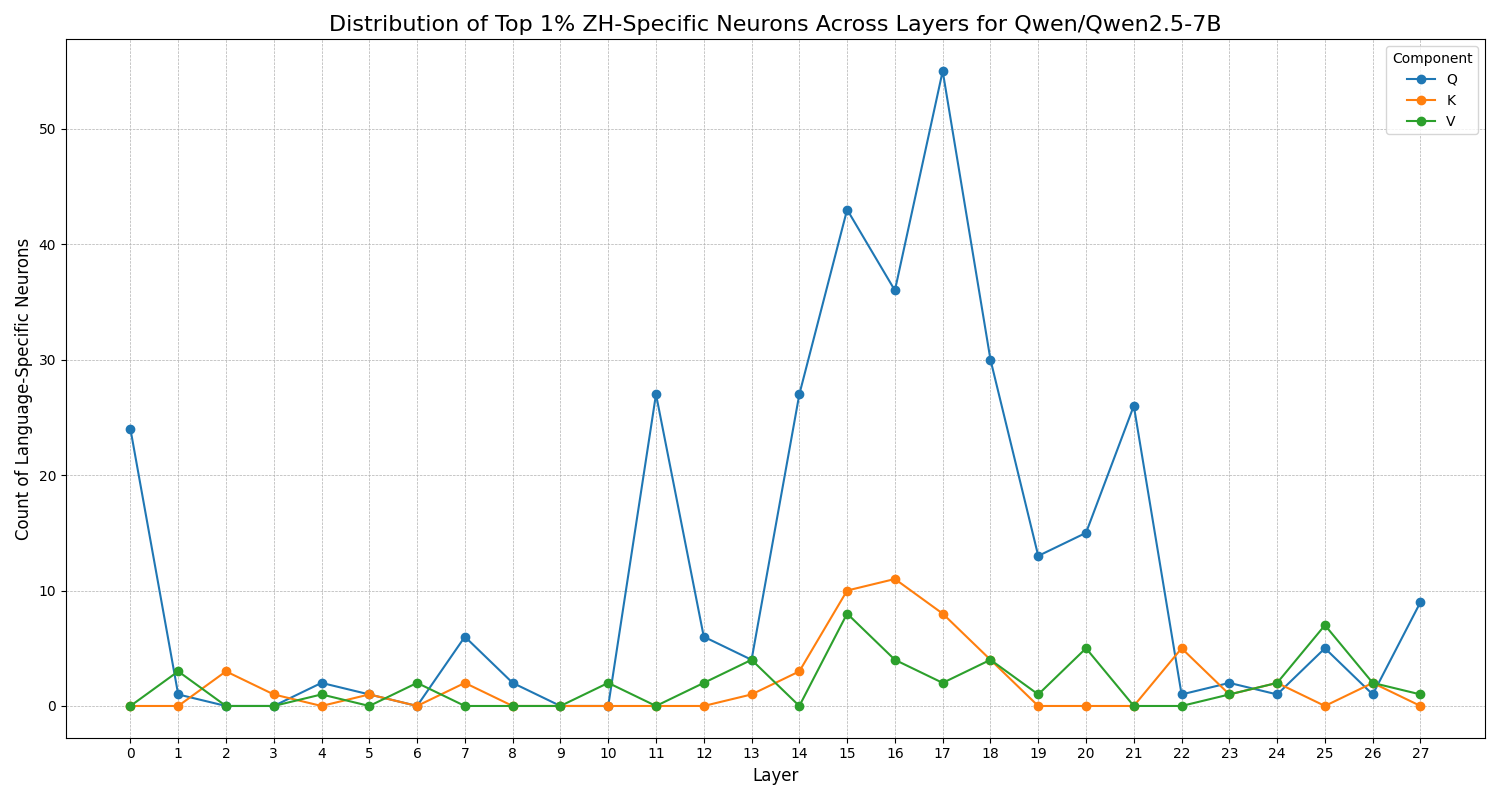 Distribution of Top 1% ZH-Specific Neurons Across Layers for Qwen/Qwen2.5-7B
Component
Q
K
V
Count of Language-Specific Neurons
50
40
30
20
10
0
0 1 2 3 4 5 6 7 8 9 10 11 12 13 14 15 16 17 18 19 20 21 22 23 24 25 26 27
Layer